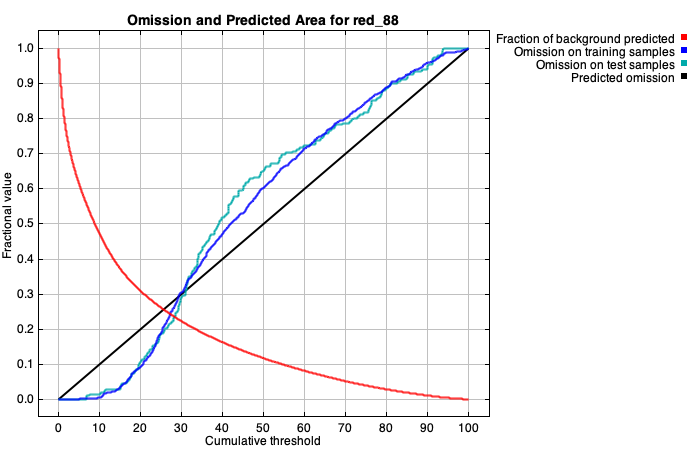 Omission and Predicted Area for red_88
Fraction of background predicted
Omission on training samples
Omission on test samples
Predicted omission
Fractional value
1.0
0.9
0.8
0.7
0.6
0.5
0.4
0.3
0.2
0.1
0.0
0 10 20 30 40 50 60 70 80 90 100
Cumulative threshold